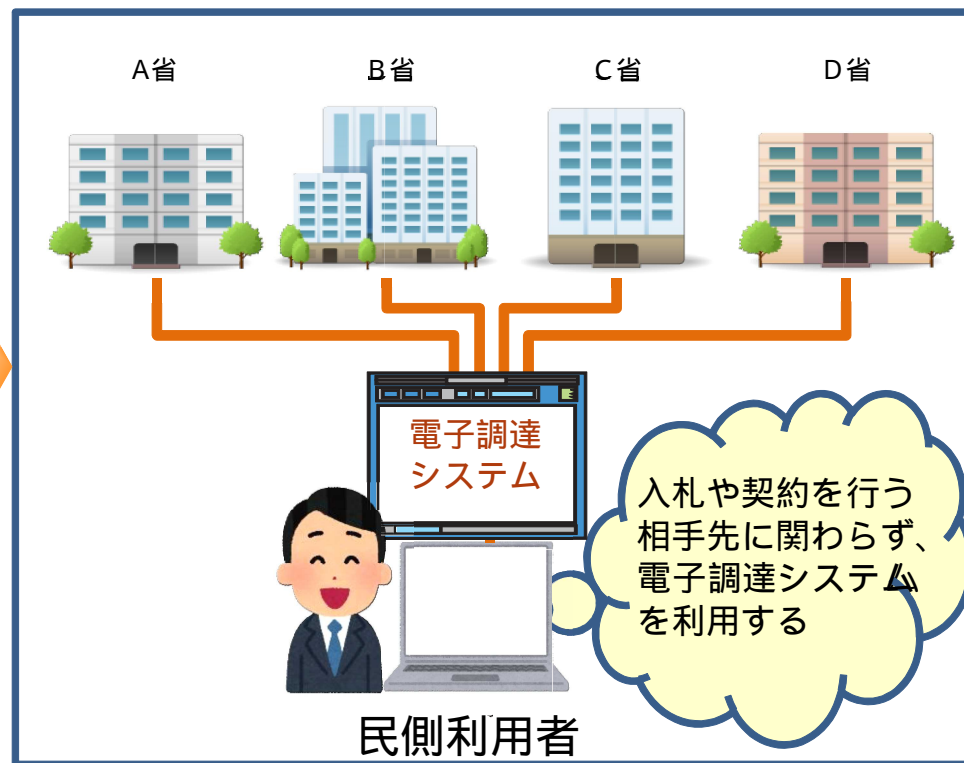 A省
B省
C省
D省
電子調達
システム
入札や契約を行う
相手先に関わらず、
電子調達システム
を利用する
民側利用者